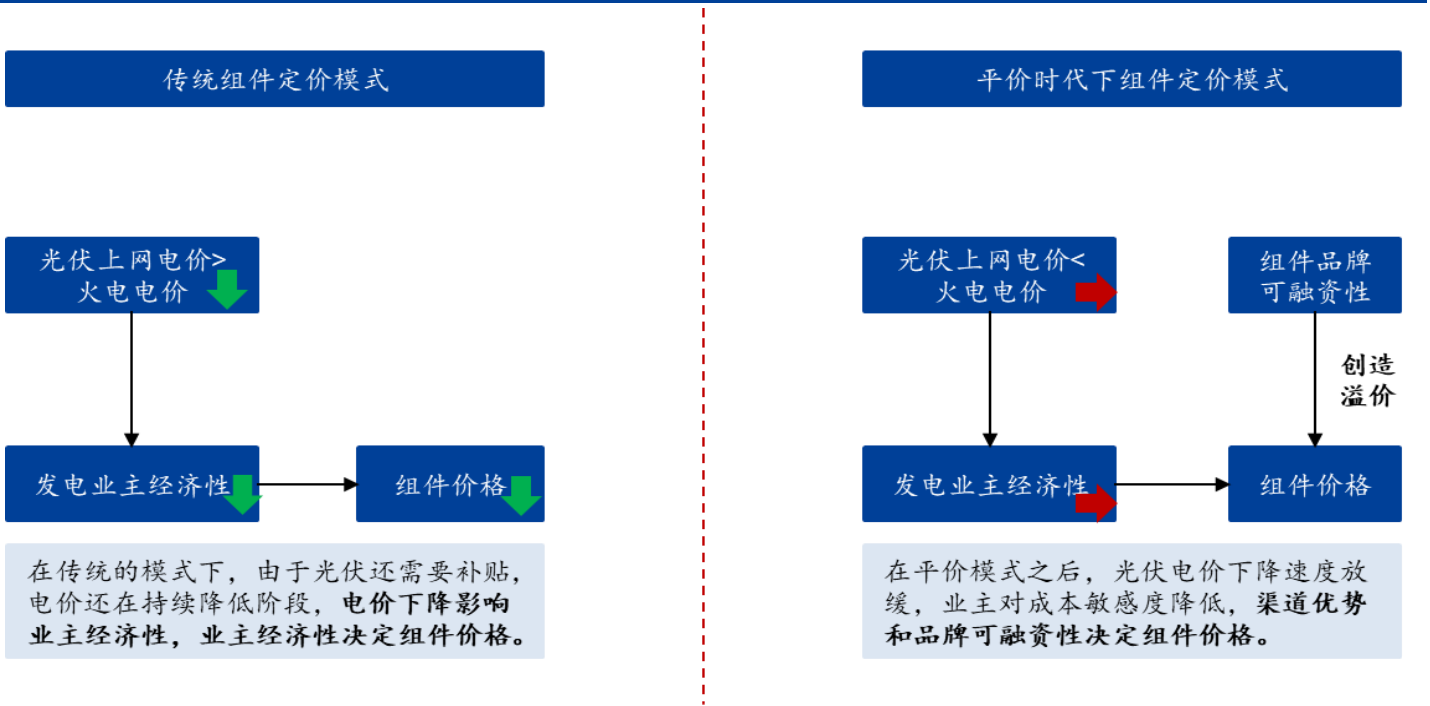 传统组件定价模式
光伏上网电价>
火电电价
发电业主经济性
组件价格
在传统的模式下，由于光伏还需要补贴，
电价还在持续降低阶段，电价下降影响
业主经济性，业主经济性决定组件价格。
平价时代下组件定价模式
光伏上网电价<
火电电价
组件品牌
可融资性
创造
溢价
发电业主经济性
组件价格
在平价模式之后，光伏电价下降速度放
缓，业主对成本敏感度降低，渠道优势
和品牌可融资性决定组件价格。